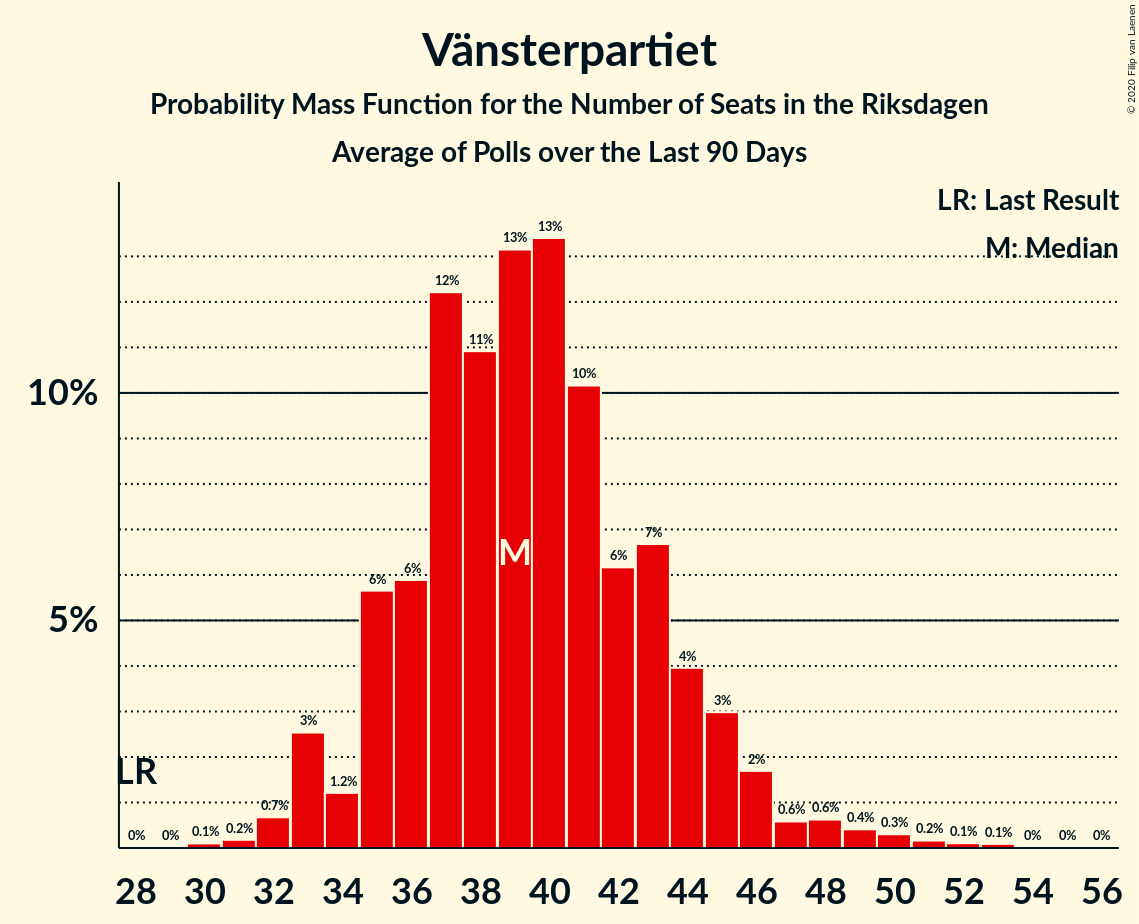 Vänsterpartiet
Probability Mass Function for the Number of Seats in the Riksdagen
Average of Polls over the Last 90 Days
© 2020 Filip van Laenen
LR: Last Result
M: Median
10%
5%
LR
M
0% 0% 0.1% 0.2% 0.7% 3% 1.2% 6% 6% 12% 11% 13% 13% 10% 6% 7% 4% 3% 2% 0.6% 0.6% 0.4% 0.3% 0.2% 0.1% 0.1% 0% 0% 0%
28 30 32 34 36 38 40 42 44 46 48 50 52 54 56